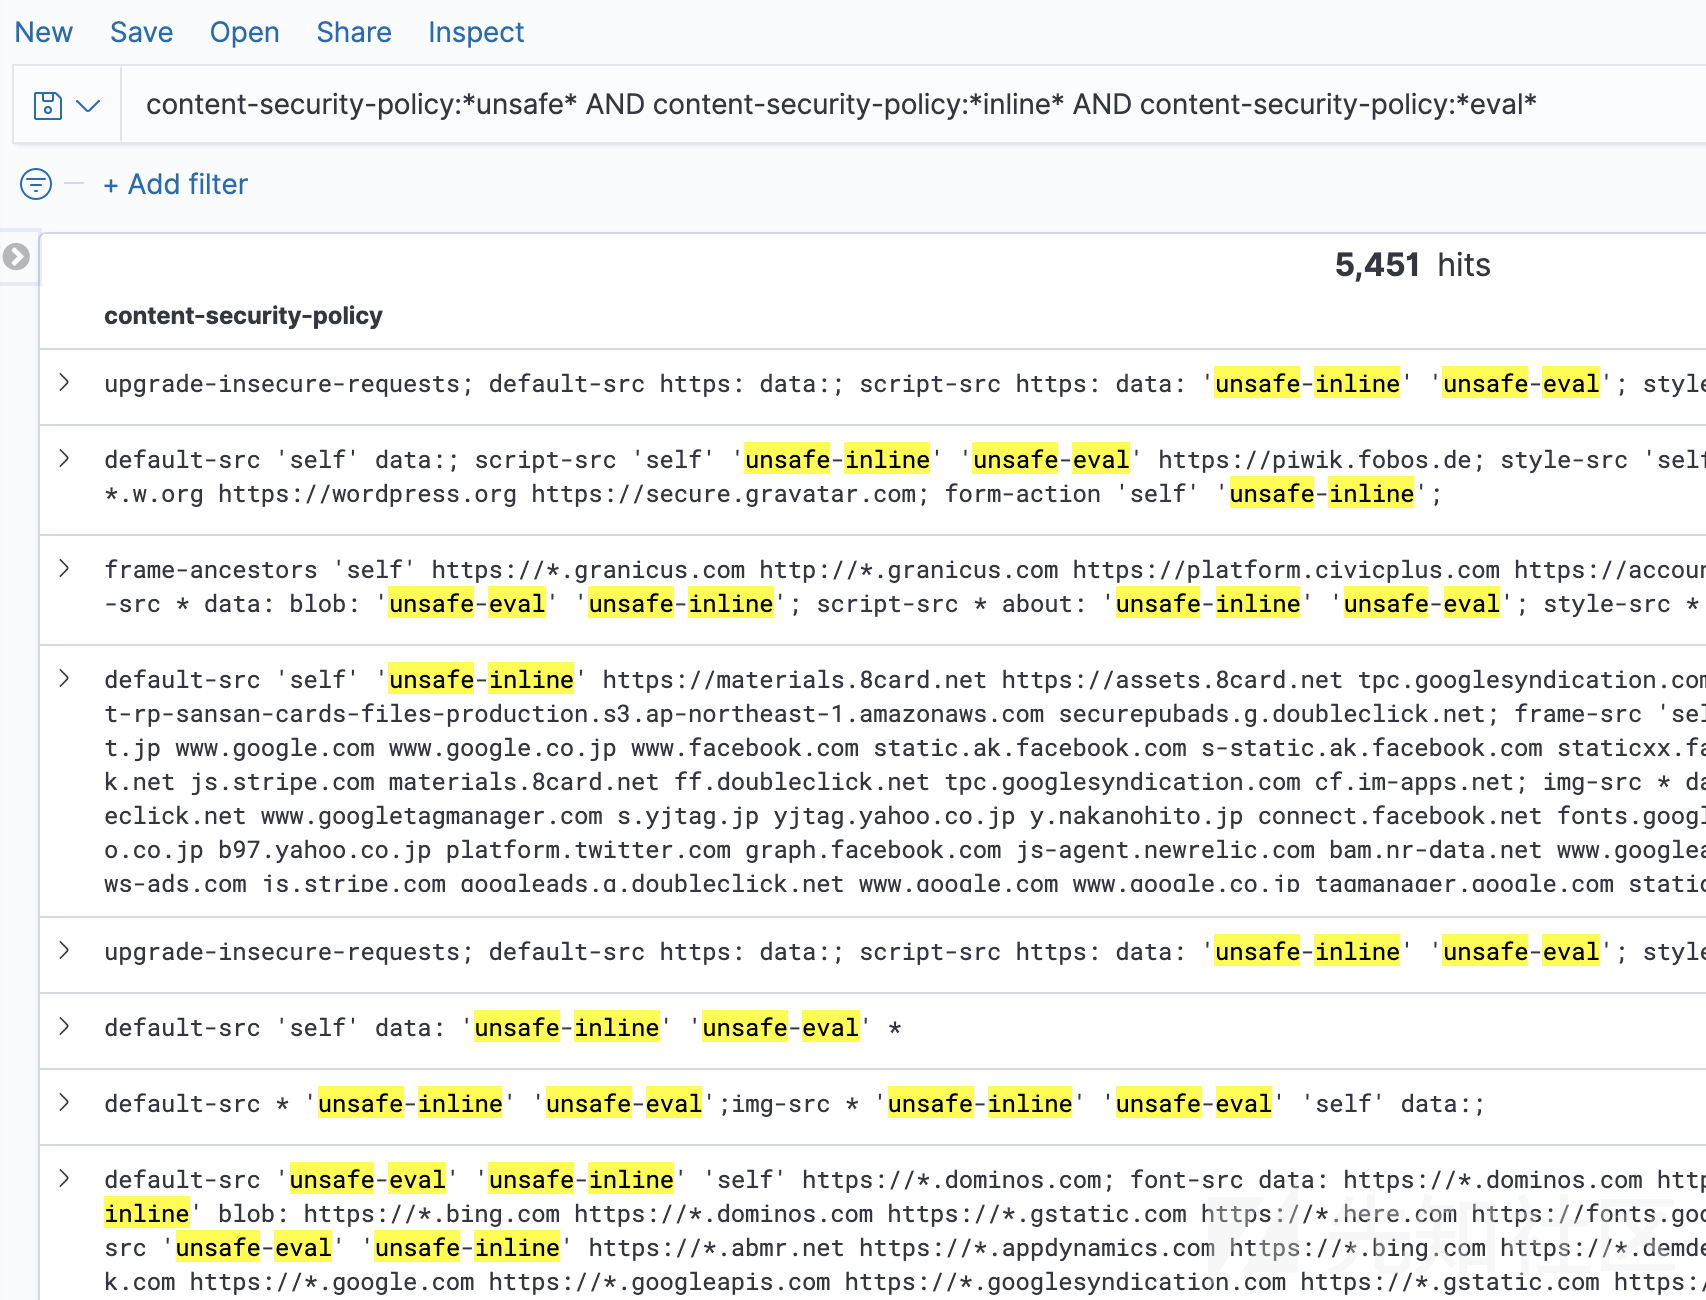 New Save Open Share Inspect
content-security-policy:*unsafe* AND content-security-policy:*inline* AND content-security-policy:*eval*
+ Add filter
5,451 hits
content-security-policy
upgrade-insecure-requests; default-src https: data:; script-src https: data: 'unsafe-inline' 'unsafe-eval'; style
default-src 'self' data:; script-src 'self' 'unsafe-inline' 'unsafe-eval' https://piwik.fobos.de; style-src 'self
*.w.org https://wordpress.org https://secure.gravatar.com; form-action 'self' 'unsafe-inline';
frame-ancestors 'self' https://*.granicus.com http://*.granicus.com https://platform.civicplus.com https://accoun
-src * data: blob: 'unsafe-eval' 'unsafe-inline'; script-src * about: 'unsafe-inline' 'unsafe-eval'; style-src *
default-src 'self' 'unsafe-inline' https://materials.8card.net https://assets.8card.net tpc.googlesyndication.com
t-rp-sansan-cards-files-production.s3.ap-northeast-1.amazonaws.com securepubads.g.doubleclick.net; frame-src 'sel
t.jp www.google.com www.google.co.jp www.facebook.com static.ak.facebook.com s-static.ak.facebook.com staticxx.fa
k.net js.stripe.com materials.8card.net ff.doubleclick.net tpc.googlesyndication.com cf.im-apps.net; img-src * da
eclick.net www.googletagmanager.com s.yjtag.jp yjtag.yahoo.co.jp y.nakanohito.jp connect.facebook.net fonts.googl
o.co.jp b97.yahoo.co.jp platform.twitter.com graph.facebook.com js-agent.newrelic.com bam.nr-data.net www.googlea
ws-ads.com js.stripe.com googleads.g.doubleclick.net www.google.com www.google.co.jp tagmanager.google.com static
upgrade-insecure-requests; default-src https: data:; script-src https: data: 'unsafe-inline' 'unsafe-eval'; style
default-src 'self' data: 'unsafe-inline' 'unsafe-eval' *
default-src * 'unsafe-inline' 'unsafe-eval';img-src * 'unsafe-inline' 'unsafe-eval' 'self' data:;
default-src 'unsafe-eval' 'unsafe-inline' 'self' https://*.dominos.com; font-src data: https://*.dominos.com http
inline' blob: https://*.bing.com https://*.dominos.com https://*.gstatic.com https://*.here.com https://fonts.goo
src 'unsafe-eval' 'unsafe-inline' https://*.abmr.net https://*.appdynamics.com https://*.bing.com https://*.demde
k.com https://*.google.com https://*.googleapis.com https://*.googlesyndication.com https://*.gstatic.com https:/
先知社区